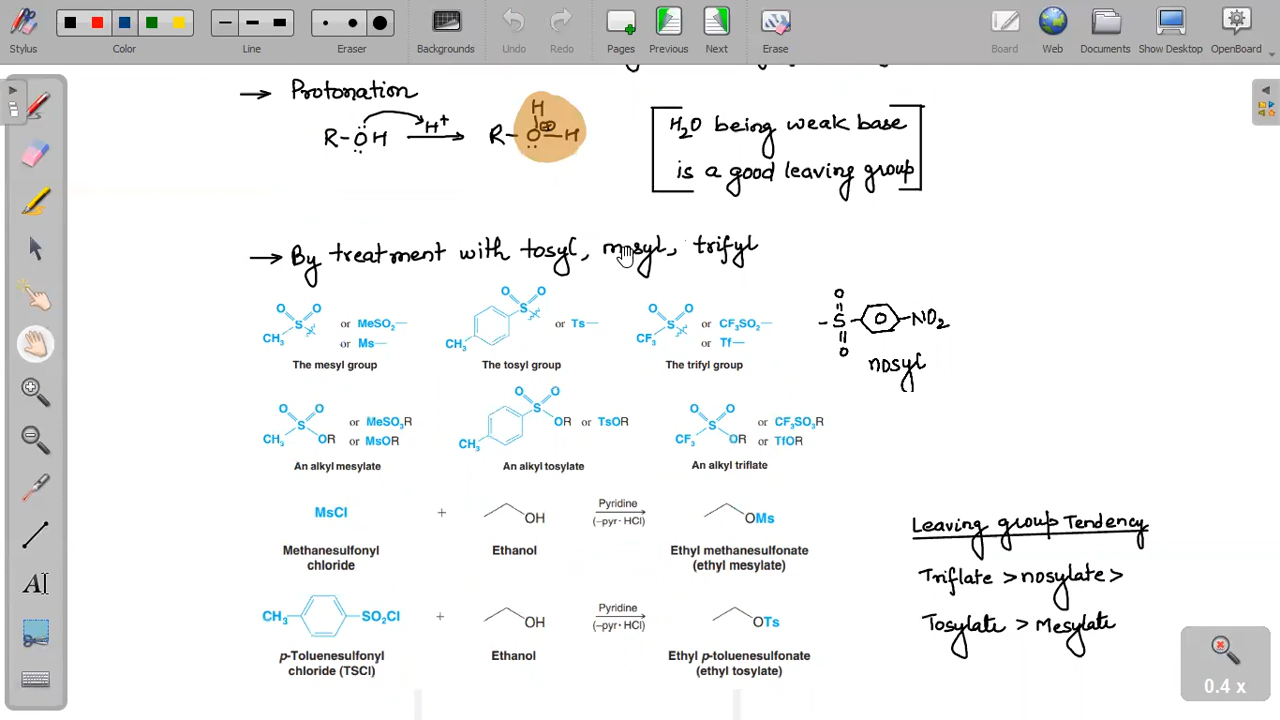 Stylus Color Line Eraser Backgrounds Undo Redo Pages Previous Next Erase Board Web Documents Show Desktop OpenBoard
→ Protonation
R-ÖH H+ → R-O⊕-H
H
H2O being weak base
is a good leaving group
→ By treatment with tosyl, mesyl, trifyl
O O S CH3 or MeSO2—
or Ms—
The mesyl group
O O S CH3 or Ts—
The tosyl group
O O S CF3 or CF3SO2—
or Tf—
The trifyl group
O
-S- -NO2
O
nosyl
O O S CH3 OR or MeSO3R
or MsOR
An alkyl mesylate
O O S CH3 OR or TsOR
An alkyl tosylate
O O S CF3 OR or CF3SO3R
or TfOR
An alkyl triflate
MsCl + OH Pyridine (–pyr·HCl) OMs
Methanesulfonyl chloride
Ethanol
Ethyl methanesulfonate (ethyl mesylate)
CH3 SO2Cl + OH Pyridine (–pyr·HCl) OTs
p-Toluenesulfonyl chloride (TSCl)
Ethanol
Ethyl p-toluenesulfonate (ethyl tosylate)
Leaving group Tendency
Triflate > nosylate >
Tosylate > Mesylate
0.4 x